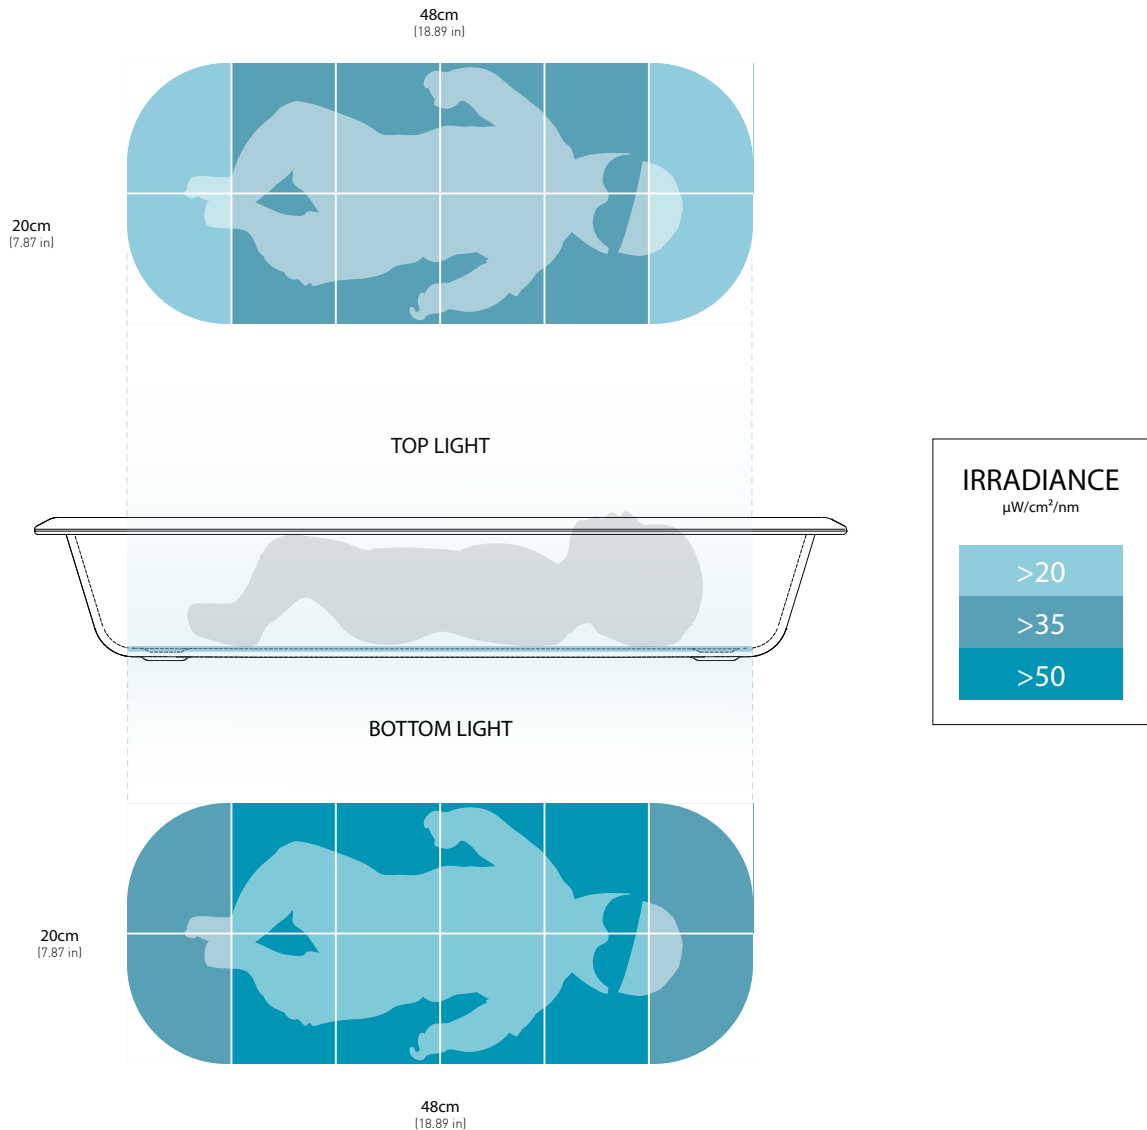 48cm
(18.89 in)
20cm
(7.87 in)
TOP LIGHT
IRRADIANCE
µW/cm²/nm
>20
>35
>50
BOTTOM LIGHT
20cm
(7.87 in)
48cm
(18.89 in)